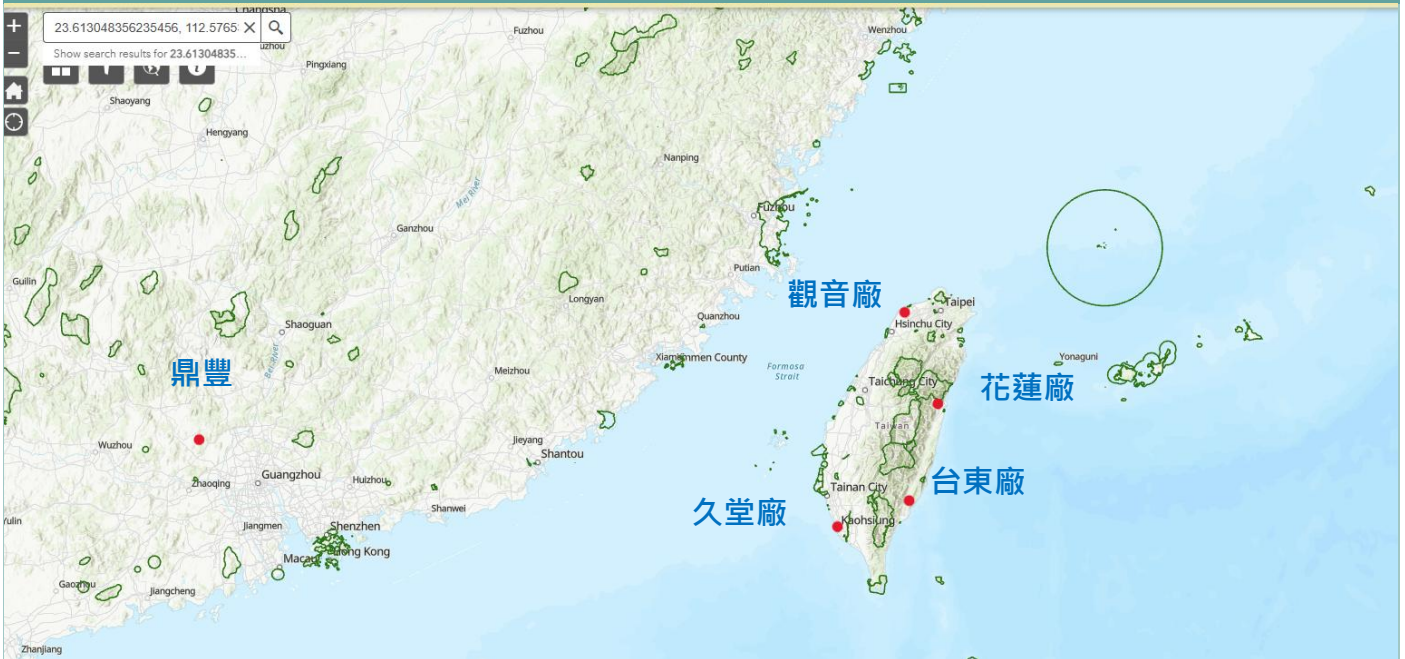 Changsha
+
23.613048356235456, 112.5765
Show search results for 23.61304835...
−
Fuzhou
Wenzhou
Pingxiang
Shaoyang
Hengyang
Nanping
Mei River
Fuzhou
Ganzhou
Putian
Guilin
觀音廠
Longyan
Taipei
Quanzhou
Hsinchu City
Shaoguan
Bei River
Xiamen
Kinmen County
Yonaguni
鼎豐
Meizhou
Formosa
Strait
Taichung City
花蓮廠
Taiwan
Wuzhou
Jieyang
Shantou
Guangzhou
Zhaoqing
Huizhou
台東廠
Tainan City
Shanwei
久堂廠
Yulin
Jiangmen
Shenzhen
Kaohsiung
Macau
Hong Kong
Gaozhou
Jiangcheng
Zhanjiang